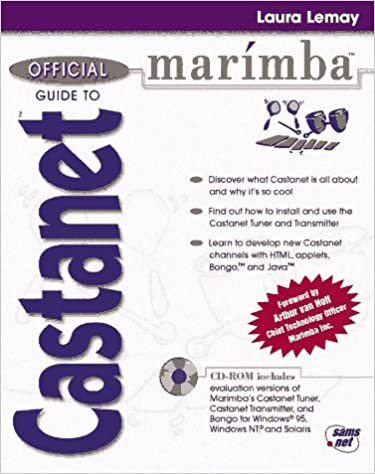 Laura Lemay
OFFICIAL
GUIDE TO
marímba™
Castanet™
Discover what Castanet is all about
and why it's so cool
Find out how to install and use the
Castanet Tuner and Transmitter
Learn to develop new Castanet
channels with HTML, applets,
Bongo,™ and Java™
Foreword by
Arthur van Hoff
Chief Technology Officer
Marimba Inc.
CD-ROM includes
evaluation versions of
Marimba's Castanet Tuner,
Castanet Transmitter, and
Bongo for Windows® 95,
Windows NT,® and Solaris
sams
.net